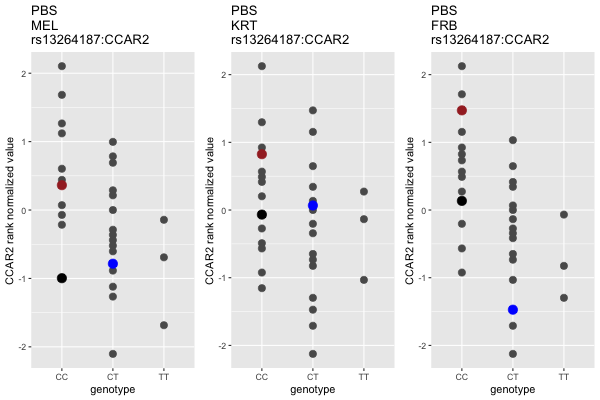 PBS
MEL
rs13264187:CCAR2
CCAR2 rank normalized value
2
1
0
-1
-2
CC
CT
TT
genotype
PBS
KRT
rs13264187:CCAR2
CCAR2 rank normalized value
2
1
0
-1
-2
CC
CT
TT
genotype
PBS
FRB
rs13264187:CCAR2
CCAR2 rank normalized value
2
1
0
-1
-2
CC
CT
TT
genotype